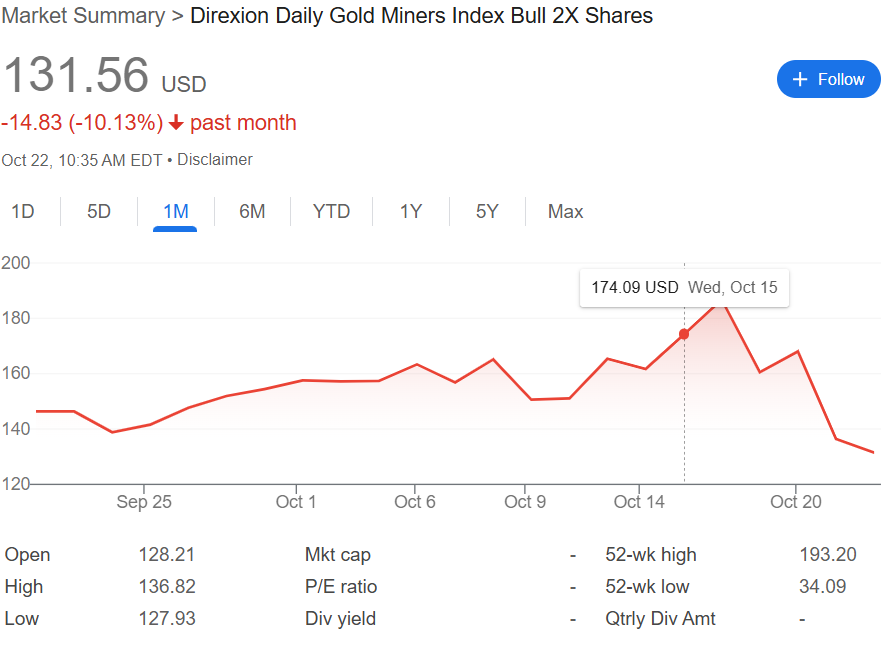 Market Summary > Direxion Daily Gold Miners Index Bull 2X Shares
131.56 USD
+ Follow
-14.83 (-10.13%) ↓ past month
Oct 22, 10:35 AM EDT • Disclaimer
1D 5D 1M 6M YTD 1Y 5Y Max
200
174.09 USD Wed, Oct 15
180
160
140
120
Sep 25 Oct 1 Oct 6 Oct 9 Oct 14 Oct 20
Open 128.21 Mkt cap - 52-wk high 193.20
High 136.82 P/E ratio - 52-wk low 34.09
Low 127.93 Div yield - Qtrly Div Amt -